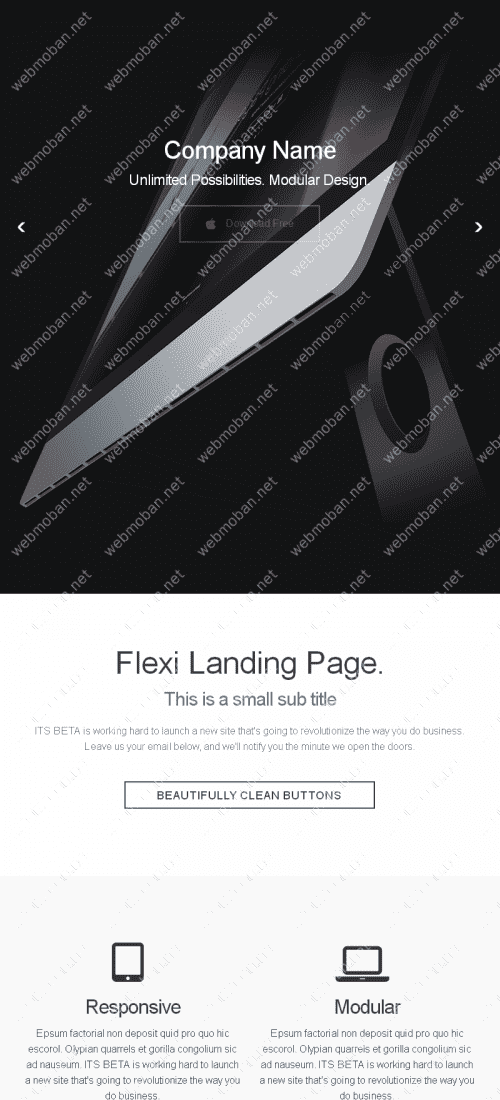 Company Name
Unlimited Possibilities. Modular Design.
Download Free
webmoban.net
Flexi Landing Page.
This is a small sub title
ITS BETA is working hard to launch a new site that's going to revolutionize the way you do business.
Leave us your email below, and we'll notify you the minute we open the doors.
BEAUTIFULLY CLEAN BUTTONS
Responsive
Epsum factorial non deposit quid pro quo hic
escorol. Olypian quarrels et gorilla congolium sic
ad nauseum. ITS BETA is working hard to launch
a new site that's going to revolutionize the way you
do business.
Modular
Epsum factorial non deposit quid pro quo hic
escorol. Olypian quarrels et gorilla congolium sic
ad nauseum. ITS BETA is working hard to launch
a new site that's going to revolutionize the way you
do business.